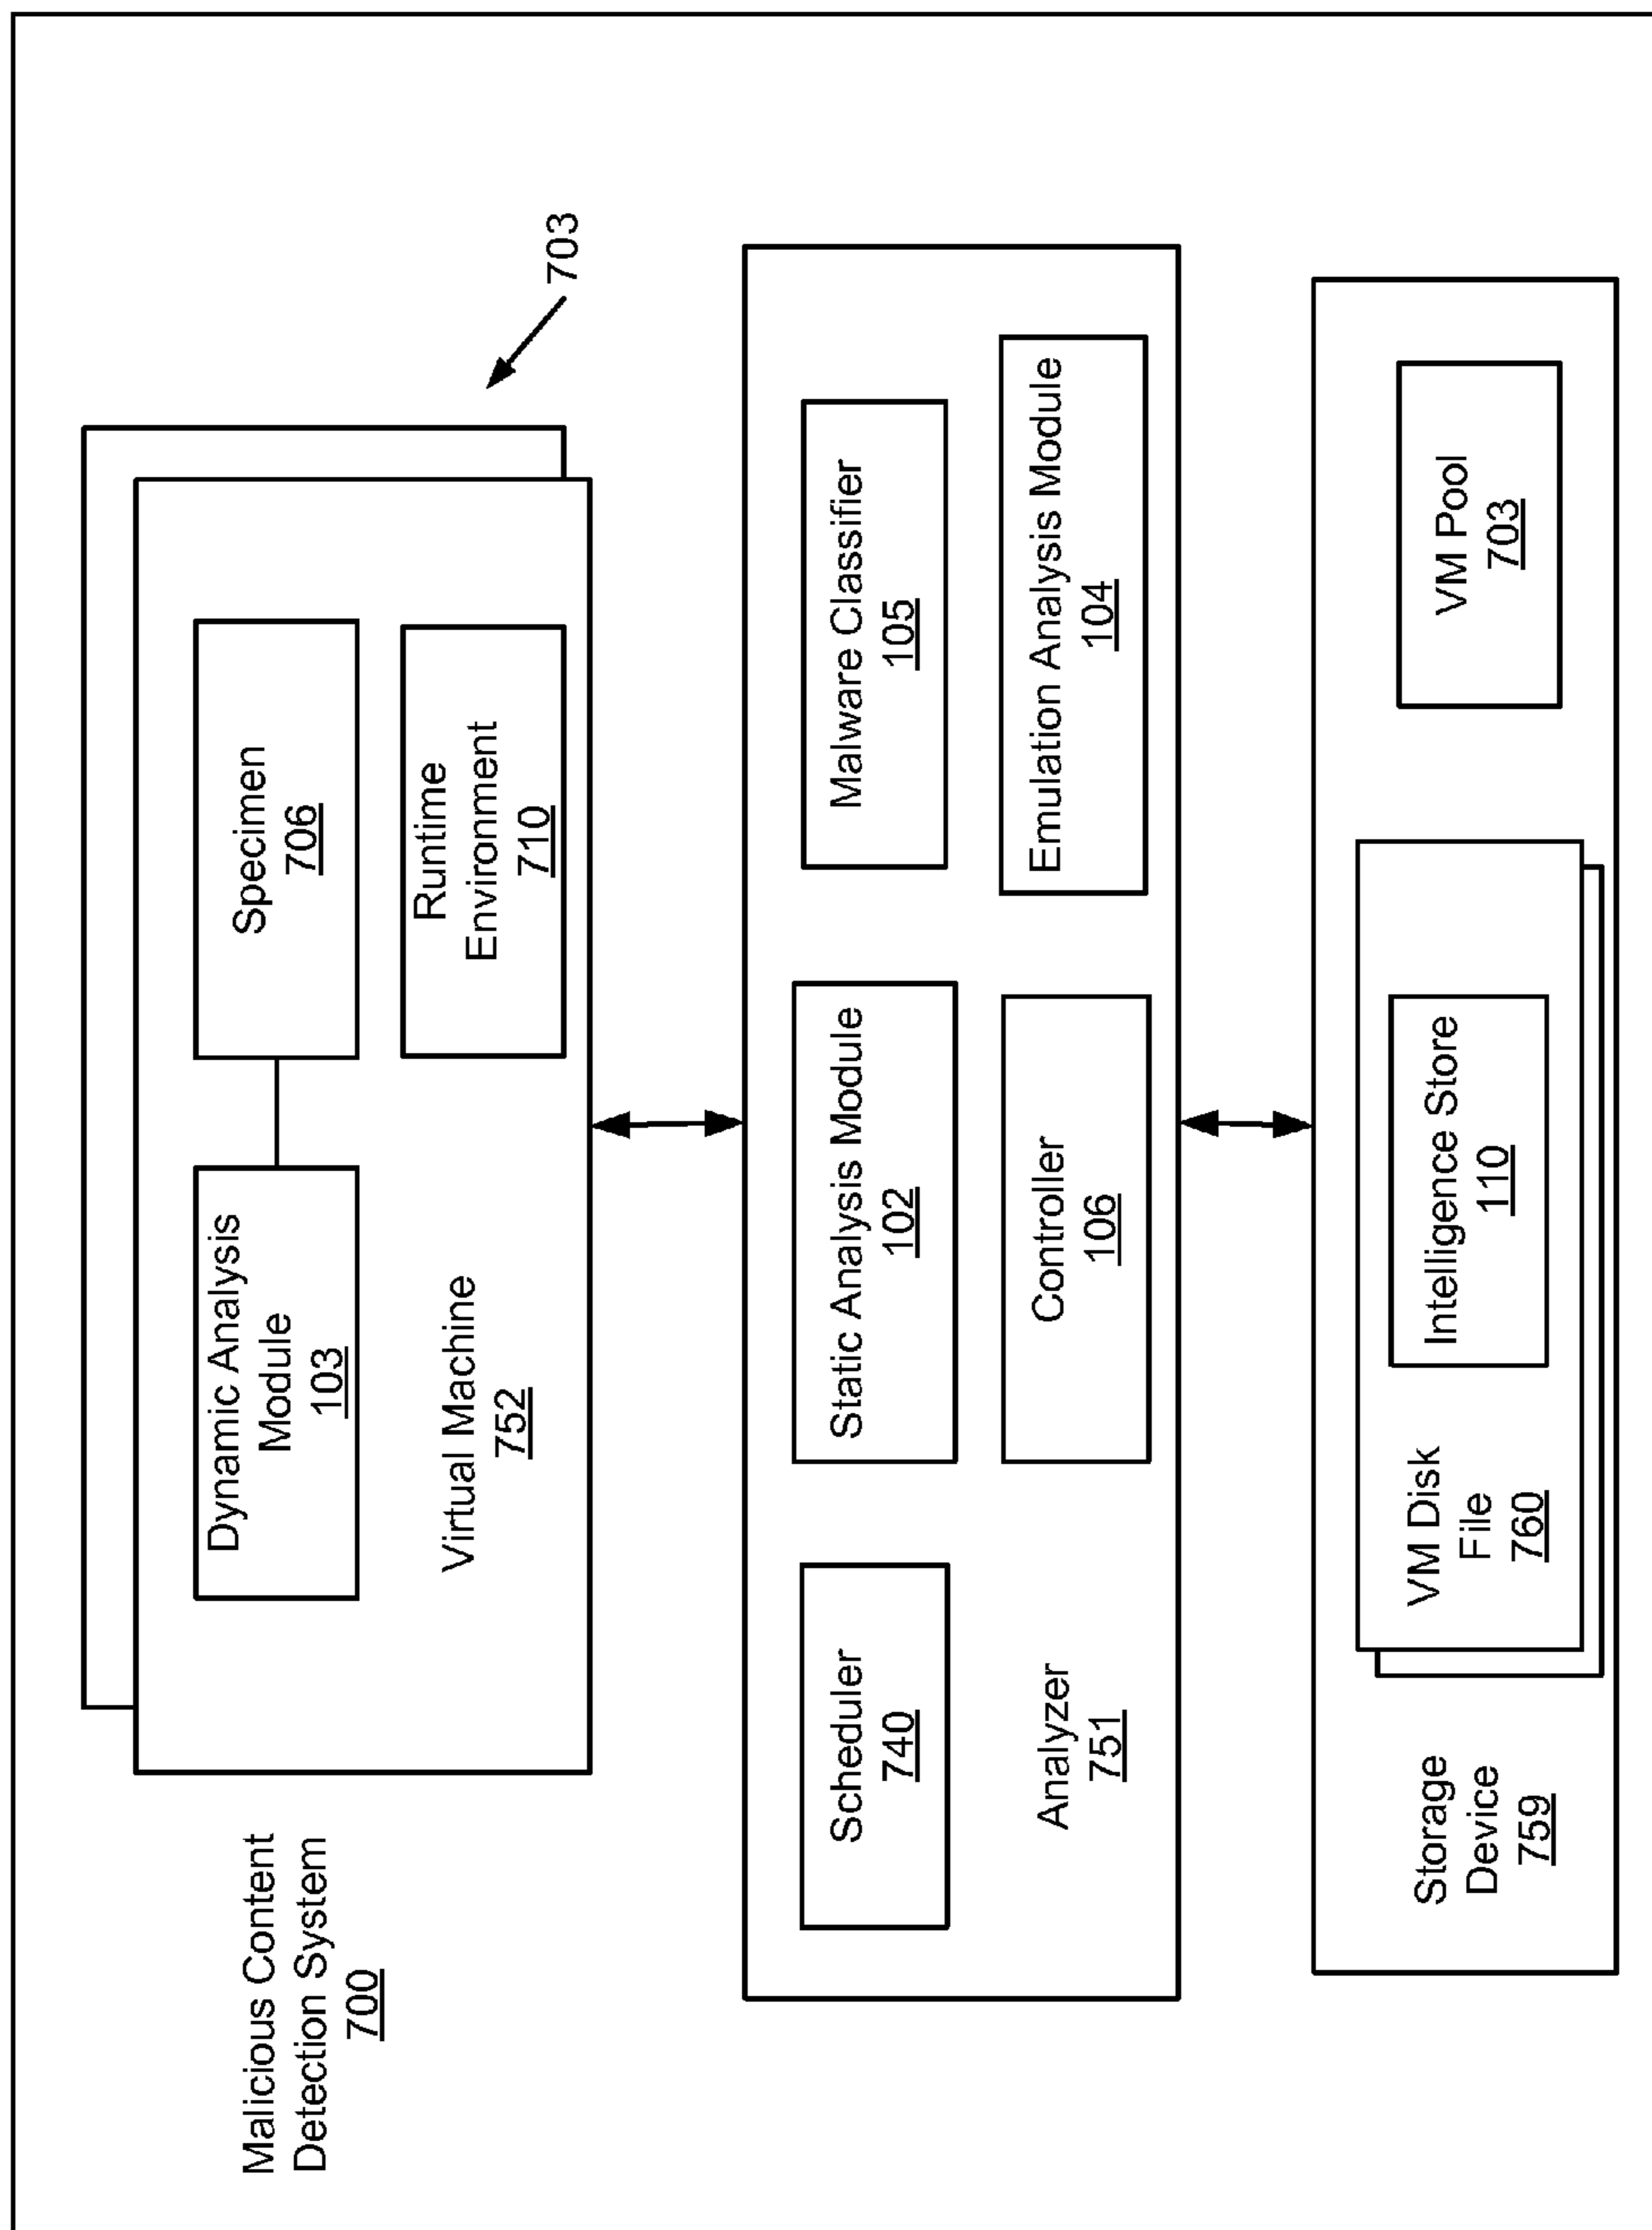 Malicious Content
Detection System
700
Dynamic Analysis
Module
103
Specimen
706
Virtual Machine
752
Runtime
Environment
710
703
Scheduler
740
Static Analysis Module
102
Malware Classifier
105
Analyzer
751
Controller
106
Emulation Analysis Module
104
Storage
Device
759
VM Disk
File
760
Intelligence Store
110
VM Pool
703